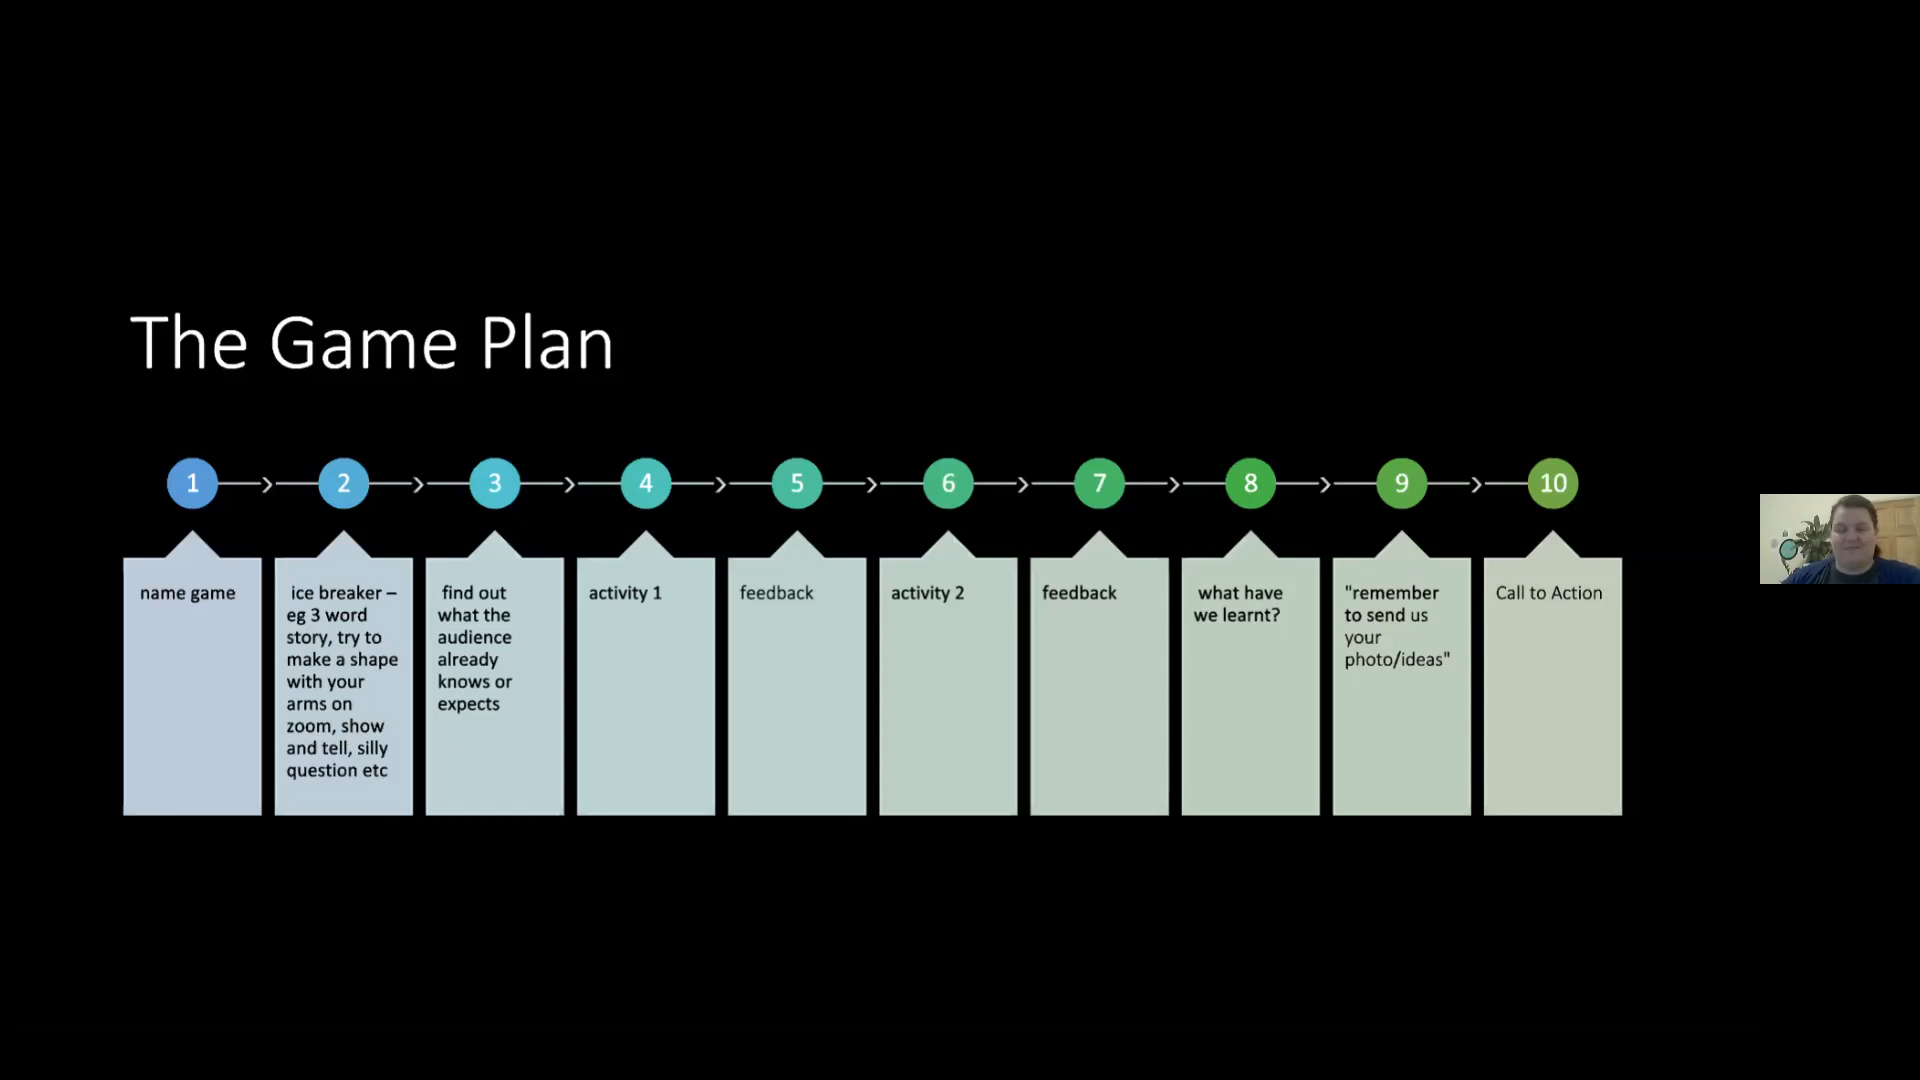 The Game Plan
1
2
3
4
5
6
7
8
9
10
name game
ice breaker –
eg 3 word
story, try to
make a shape
with your
arms on
zoom, show
and tell, silly
question etc
find out
what the
audience
already
knows or
expects
activity 1
feedback
activity 2
feedback
what have
we learnt?
"remember
to send us
your
photo/ideas"
Call to Action